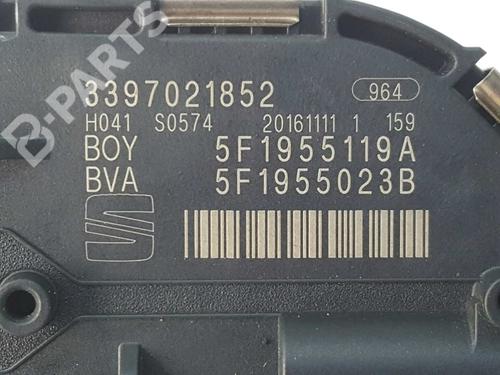 B-PARTS
3397021852 964
H041 S0574 20161111 1 159
BOY 5F1955119A
BVA 5F1955023B